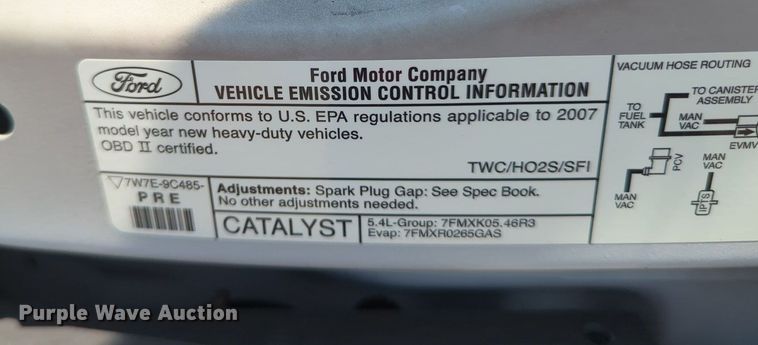 Ford
Ford Motor Company
VEHICLE EMISSION CONTROL INFORMATION
This vehicle conforms to U.S. EPA regulations applicable to 2007
model year new heavy-duty vehicles.
OBD II certified.
TWC/HO2S/SFI
7W7E-9C485-
PRE
Adjustments: Spark Plug Gap: See Spec Book.
No other adjustments needed.
CATALYST
5.4L-Group: 7FMXK05.46R3
Evap: 7FMXR0265GAS
VACUUM HOSE ROUTING
TO CANISTER
ASSEMBLY
TO
FUEL
TANK
MAN
VAC
EVMV
PCV
MAN
VAC
MAN
VAC
IPTS
Purple Wave Auction